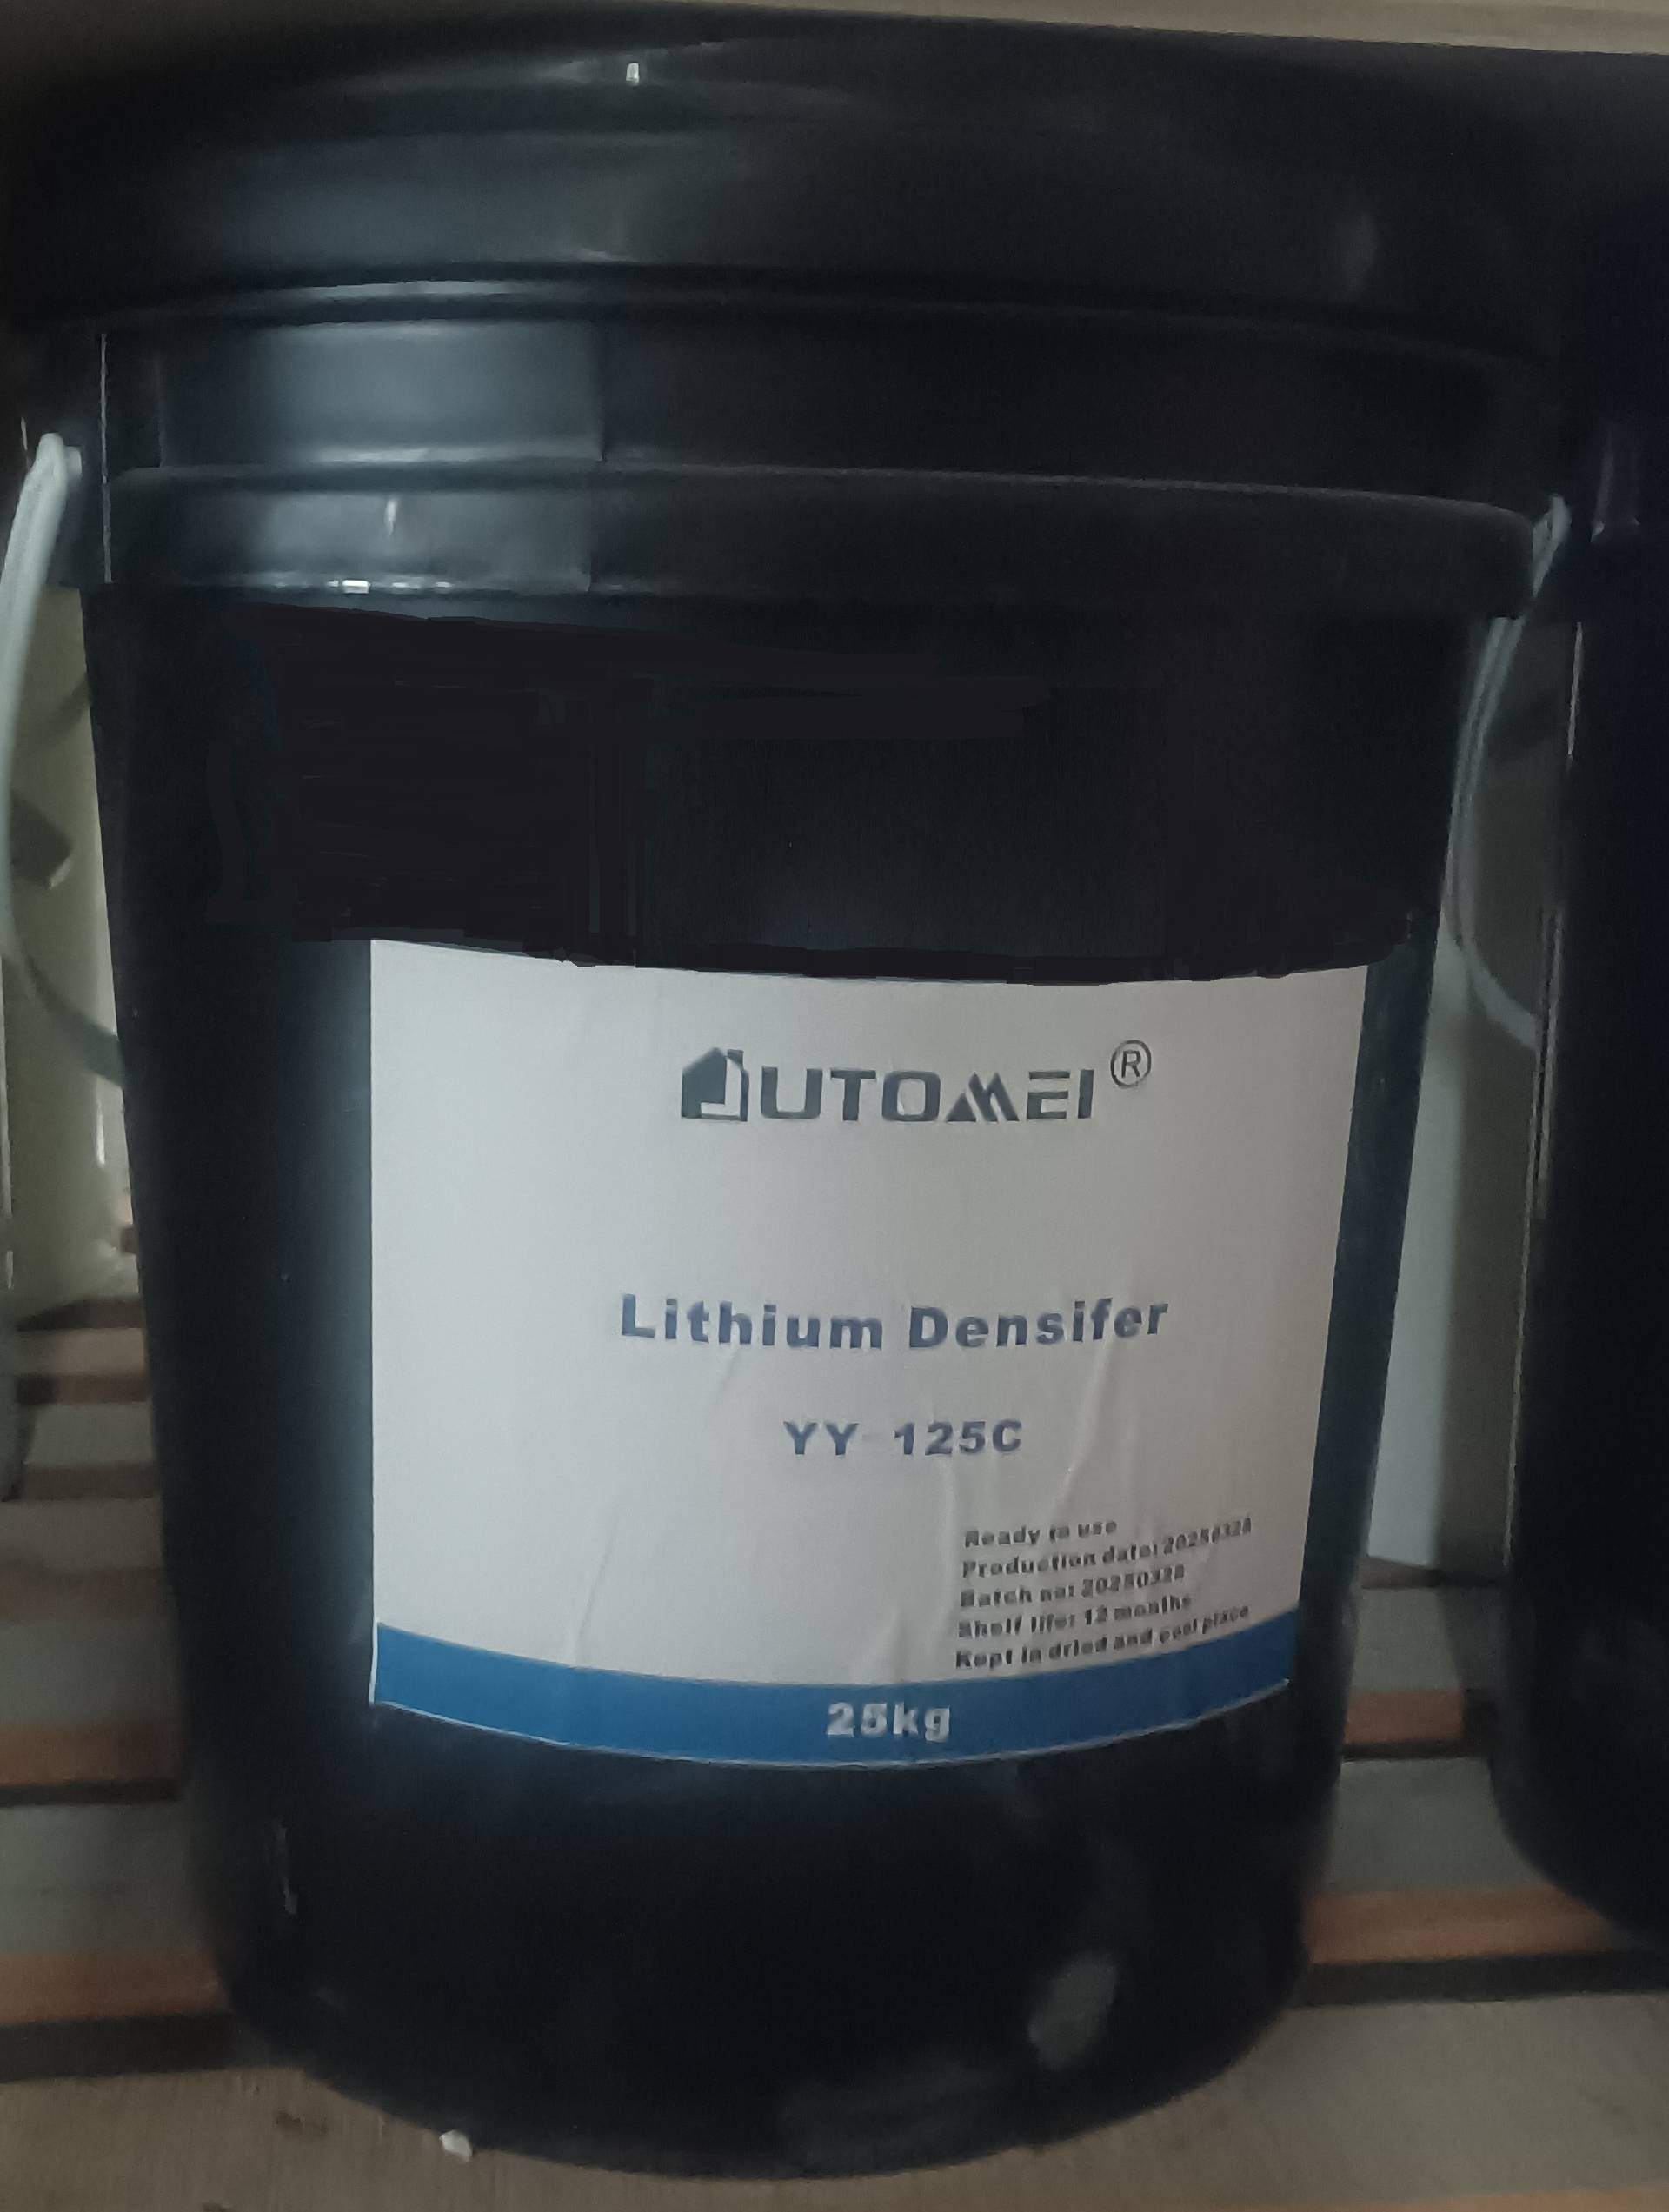 AUTOMEI®
Lithium Densifer
YY 125C
Ready to use
Production date: 20250328
Batch no: 20250328
Shelf life: 12 months
Kept in dried and cool place
25kg